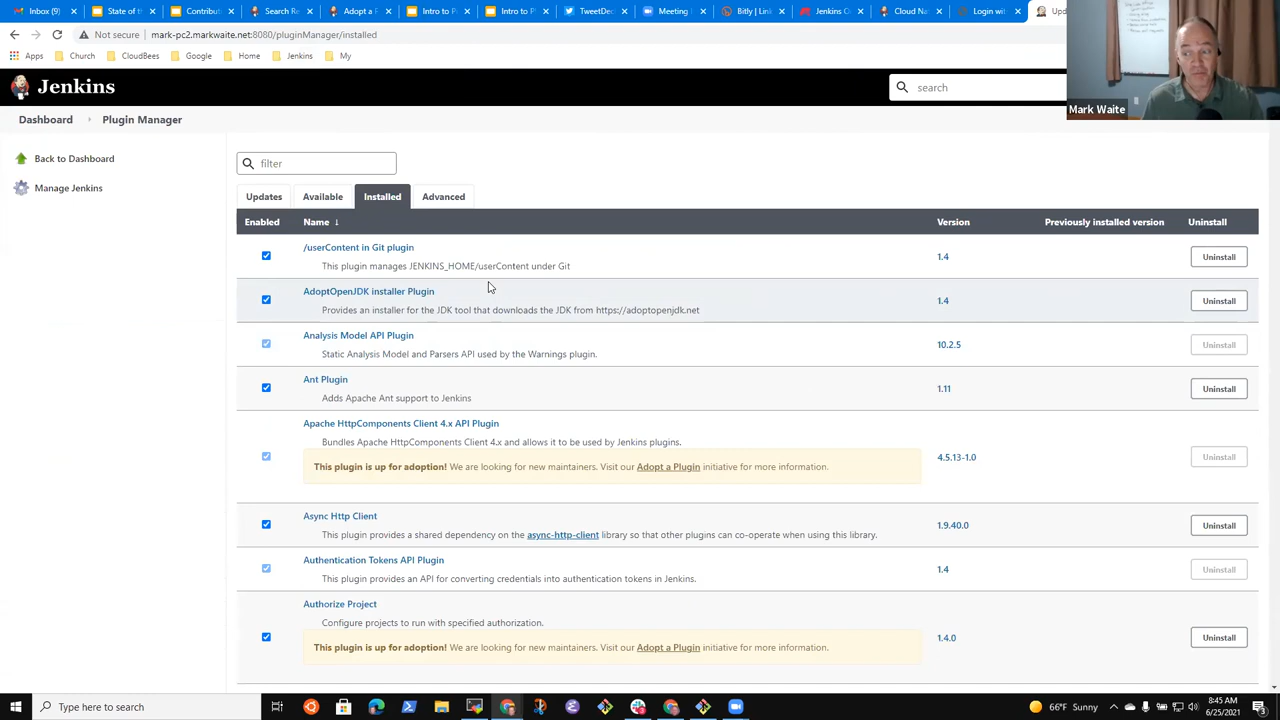 Inbox (9)
State of th
Contribut
Search Re
Adopt a P
Intro to Pl
Intro to Pl
TweetDec
Meeting
Bitly | Link
Jenkins C
Cloud Na
Login wit
Upda
Not secure | mark-pc2.markwaite.net:8080/pluginManager/installed
Apps Church CloudBees Google Home Jenkins My
Mark Waite
Jenkins
search
Dashboard Plugin Manager
Back to Dashboard
Manage Jenkins
filter
Updates Available Installed Advanced
Enabled Name ↓ Version Previously installed version Uninstall
/userContent in Git plugin
This plugin manages JENKINS_HOME/userContent under Git
1.4 Uninstall
AdoptOpenJDK installer Plugin
Provides an installer for the JDK tool that downloads the JDK from https://adoptopenjdk.net
1.4 Uninstall
Analysis Model API Plugin
Static Analysis Model and Parsers API used by the Warnings plugin.
10.2.5 Uninstall
Ant Plugin
Adds Apache Ant support to Jenkins
1.11 Uninstall
Apache HttpComponents Client 4.x API Plugin
Bundles Apache HttpComponents Client 4.x and allows it to be used by Jenkins plugins.
This plugin is up for adoption! We are looking for new maintainers. Visit our Adopt a Plugin initiative for more information.
4.5.13-1.0 Uninstall
Async Http Client
This plugin provides a shared dependency on the async-http-client library so that other plugins can co-operate when using this library.
1.9.40.0 Uninstall
Authentication Tokens API Plugin
This plugin provides an API for converting credentials into authentication tokens in Jenkins.
1.4 Uninstall
Authorize Project
Configure projects to run with specified authorization.
This plugin is up for adoption! We are looking for new maintainers. Visit our Adopt a Plugin initiative for more information.
1.4.0 Uninstall
Type here to search
66°F Sunny
8:45 AM
6/25/2021